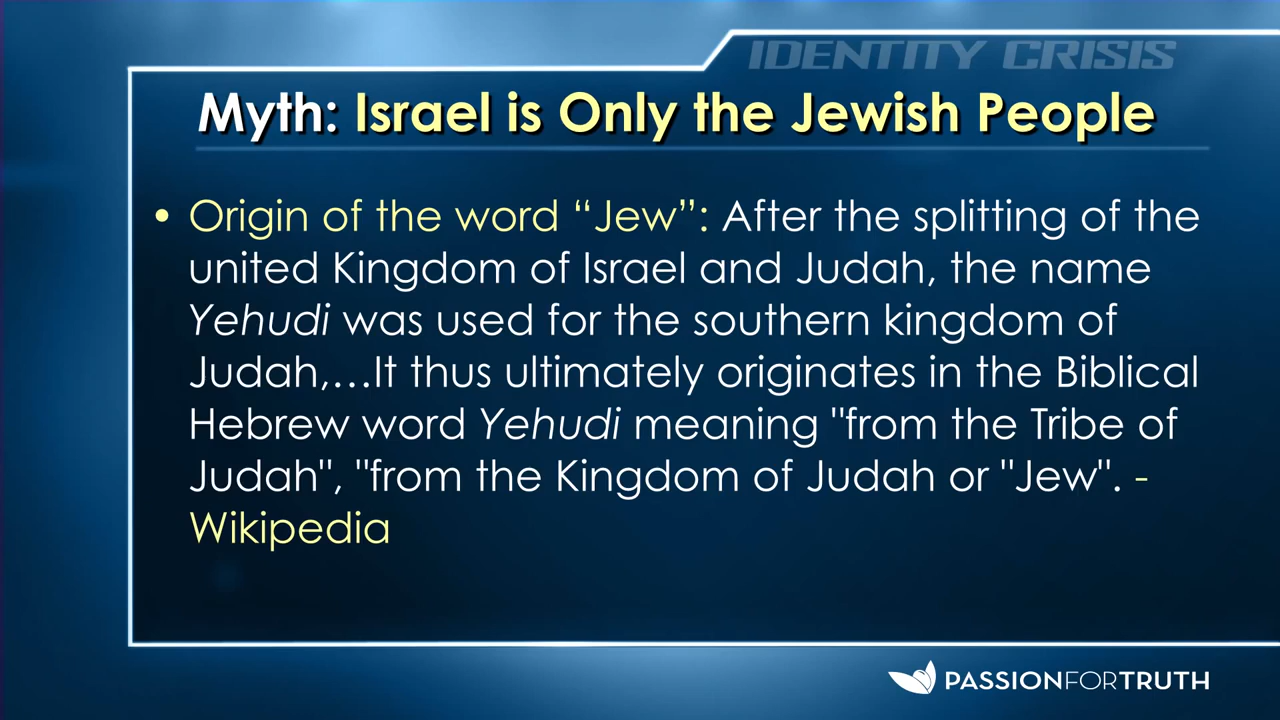 IDENTITY CRISIS
Myth: Israel is Only the Jewish People
• Origin of the word “Jew”: After the splitting of the
united Kingdom of Israel and Judah, the name
Yehudi was used for the southern kingdom of
Judah,…It thus ultimately originates in the Biblical
Hebrew word Yehudi meaning "from the Tribe of
Judah", "from the Kingdom of Judah or "Jew". -
Wikipedia
PASSIONFORTRUTH